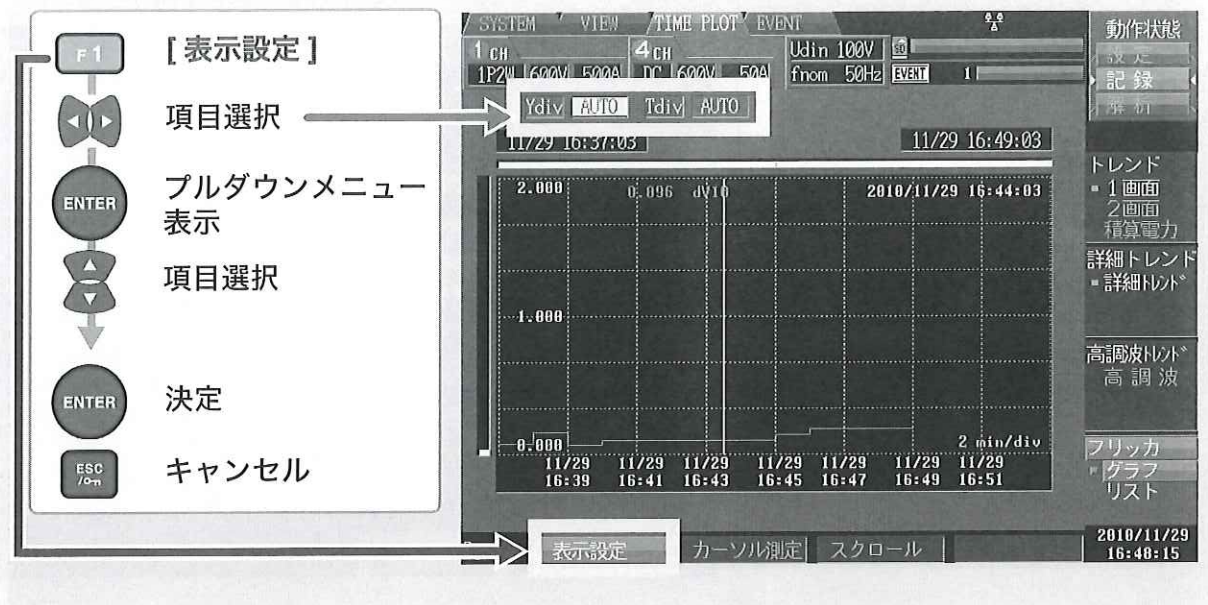 F1
[表示設定]
項目選択
ENTER
プルダウンメニュー
表示
項目選択
ENTER
決定
ESC
キャンセル
SYSTEM VIEW TIME PLOT EVENT
1 CH 4 CH Udin 100V SD
1P2W 600V 500A DC 600V 50A fnom 50Hz EVENT 1
Ydiv AUTO Tdiv AUTO
11/29 16:37:03 11/29 16:49:03
2.000 0.096 dV10 2010/11/29 16:44:03
1.000
0.000 2 min/div
11/29 11/29 11/29 11/29 11/29 11/29 11/29
16:39 16:41 16:43 16:45 16:47 16:49 16:51
表示設定 カーソル測定 スクロール
動作状態
設定
記録
解析
トレンド
1画面
2画面
積算電力
詳細トレンド
詳細トレンド
高調波トレンド
高調波
フリッカ
グラフ
リスト
2010/11/29
16:48:15